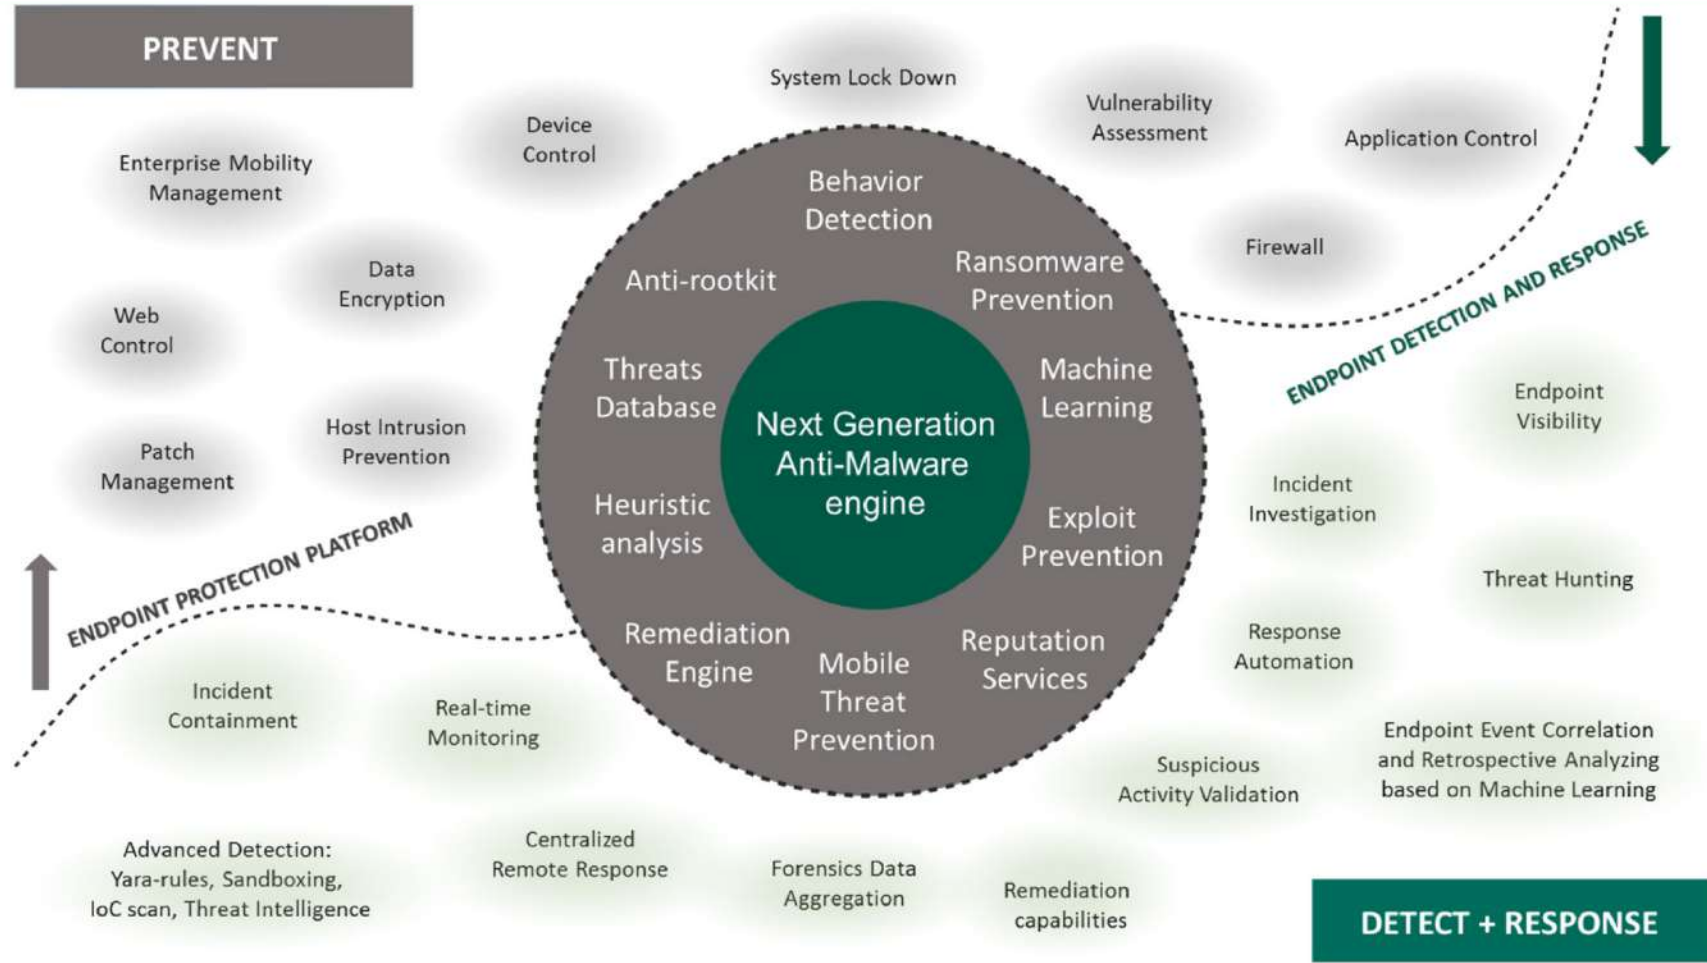 PREVENT
System Lock Down
Device
Control
Vulnerability
Assessment
Application Control
Enterprise Mobility
Management
Data
Encryption
Firewall
Web
Control
Host Intrusion
Prevention
Patch
Management
ENDPOINT PROTECTION PLATFORM
Behavior
Detection
Anti-rootkit
Ransomware
Prevention
Threats
Database
Machine
Learning
Next Generation
Anti-Malware
engine
Heuristic
analysis
Exploit
Prevention
Remediation
Engine
Mobile
Threat
Prevention
Reputation
Services
ENDPOINT DETECTION AND RESPONSE
Endpoint
Visibility
Incident
Investigation
Threat Hunting
Response
Automation
Incident
Containment
Real-time
Monitoring
Suspicious
Activity Validation
Endpoint Event Correlation
and Retrospective Analyzing
based on Machine Learning
Advanced Detection:
Yara-rules, Sandboxing,
IoC scan, Threat Intelligence
Centralized
Remote Response
Forensics Data
Aggregation
Remediation
capabilities
DETECT + RESPONSE